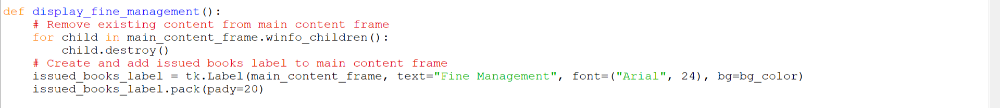 def display_fine_management():
    # Remove existing content from main content frame
    for child in main_content_frame.winfo_children():
        child.destroy()
    # Create and add issued books label to main content frame
    issued_books_label = tk.Label(main_content_frame, text="Fine Management", font=("Arial", 24), bg=bg_color)
    issued_books_label.pack(pady=20)